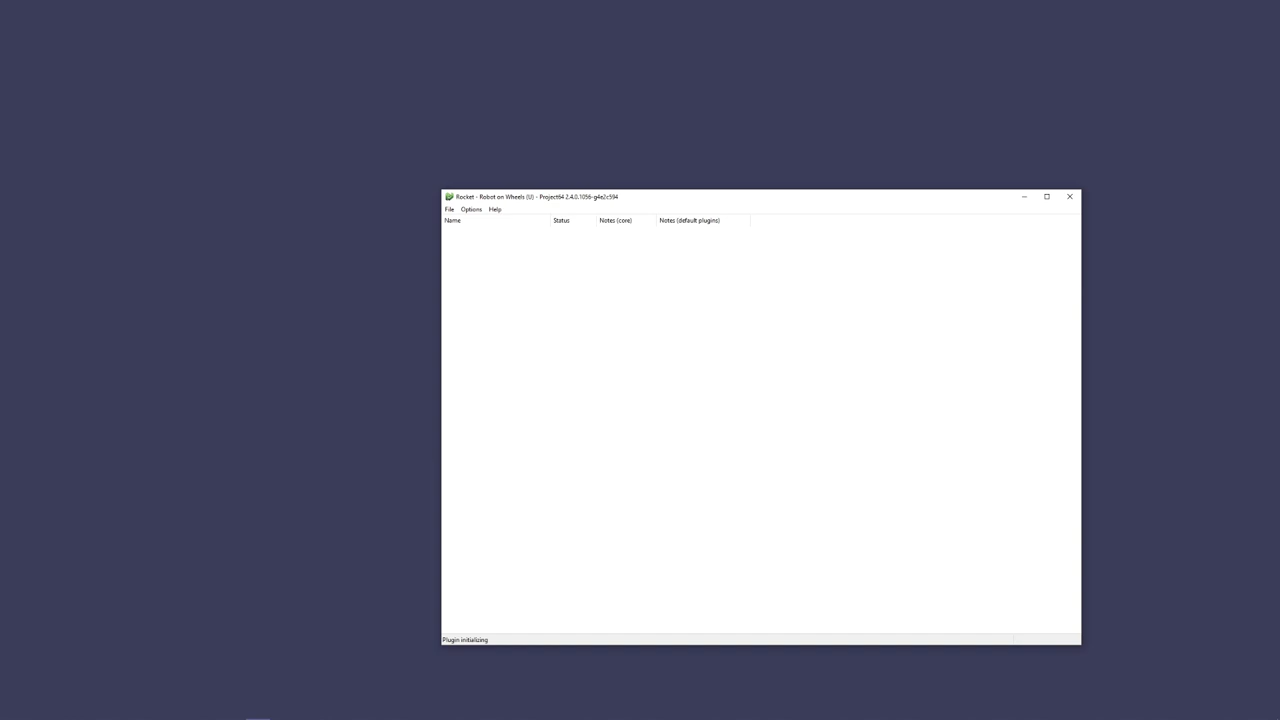 Rocket - Robot on Wheels (U) - Project64 2.4.0.1056-g4e2c594
File Options Help
Name Status Notes (core) Notes (default plugins)
Plugin initializing